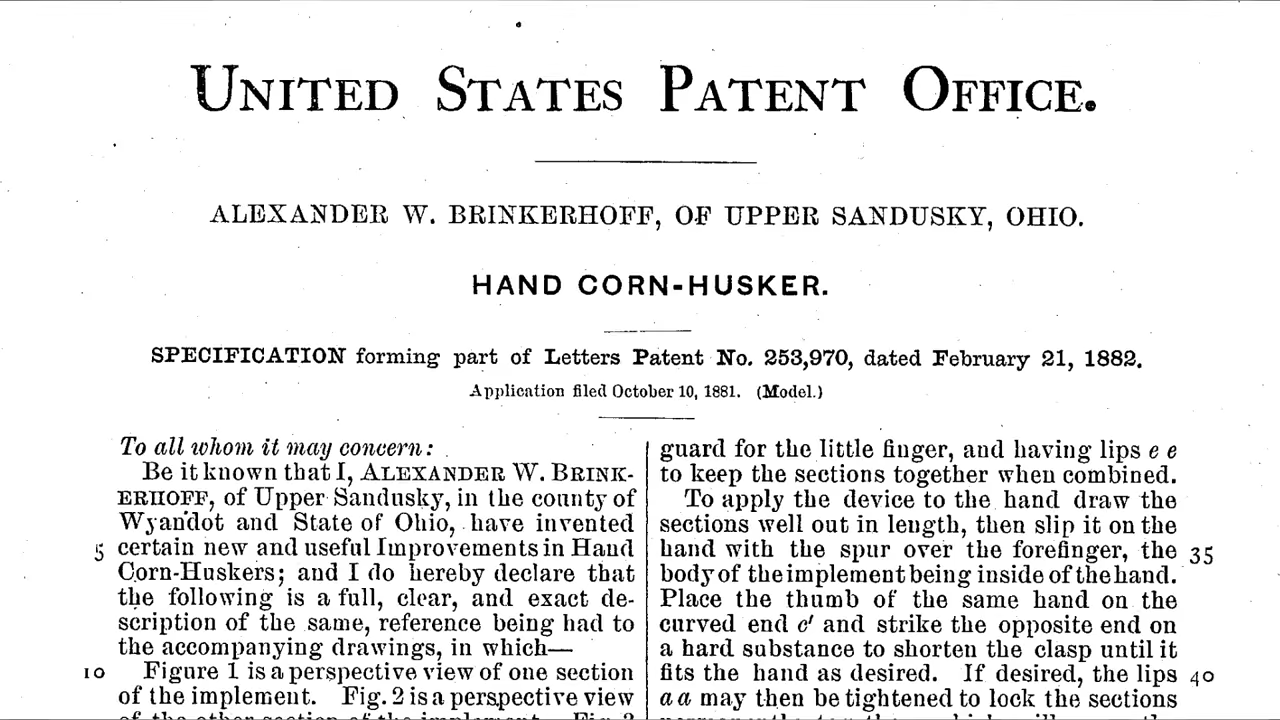 UNITED STATES PATENT OFFICE.
ALEXANDER W. BRINKERHOFF, OF UPPER SANDUSKY, OHIO.
HAND CORN-HUSKER.
SPECIFICATION forming part of Letters Patent No. 253,970, dated February 21, 1882.
Application filed October 10, 1881. (Model.)
To all whom it may concern:
Be it known that I, ALEXANDER W. BRINK-
ERHOFF, of Upper Sandusky, in the county of
Wyandot and State of Ohio, have invented
5 certain new and useful Improvements in Hand
Corn-Huskers; and I do hereby declare that
the following is a full, clear, and exact de-
scription of the same, reference being had to
the accompanying drawings, in which—
10 Figure 1 is a perspective view of one section
of the implement. Fig. 2 is a perspective view
of the other section of the implement. Fig. 3
guard for the little finger, and having lips e e
to keep the sections together when combined.
To apply the device to the hand draw the
sections well out in length, then slip it on the
hand with the spur over the forefinger, the 35
body of the implement being inside of the hand.
Place the thumb of the same hand on the
curved end c' and strike the opposite end on
a hard substance to shorten the clasp until it
fits the hand as desired. If desired, the lips 40
a a may then be tightened to lock the sections